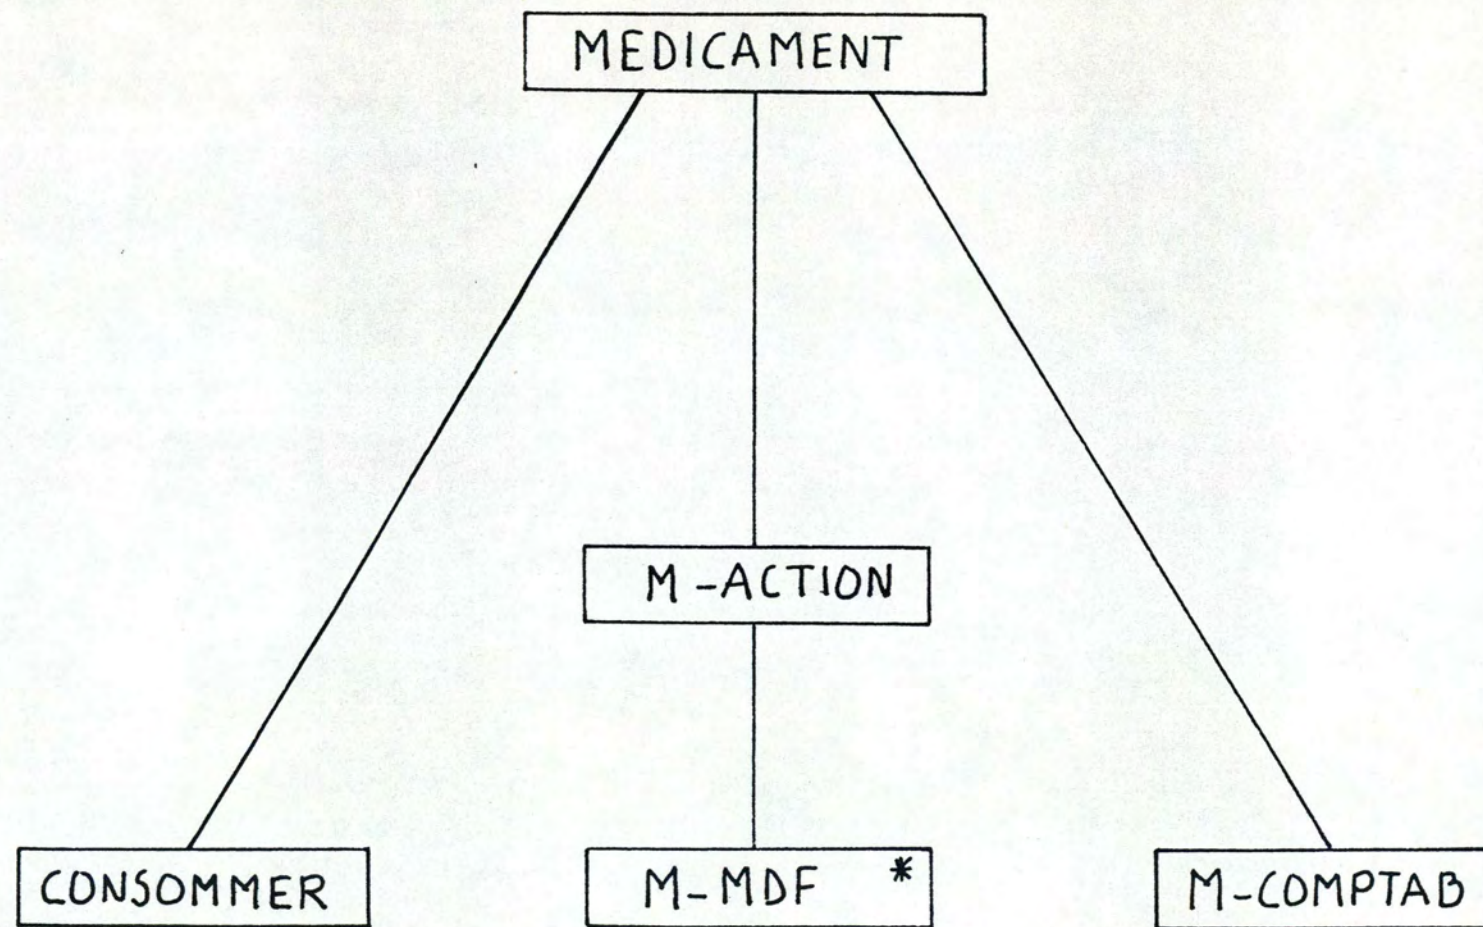 MEDICAMENT
M-ACTION
CONSOMMER
M-MDF *
M-COMPTAB